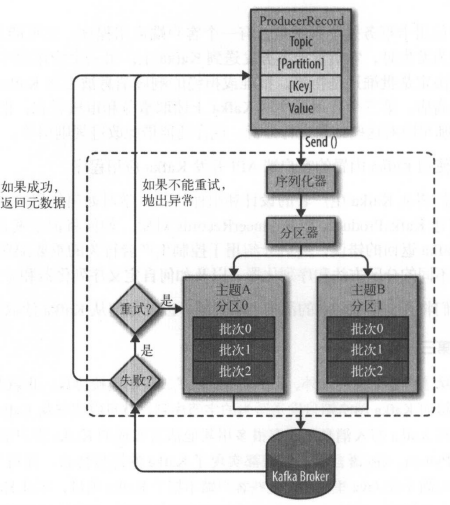 ProducerRecord
Topic
[Partition]
[Key]
Value
Send ()
如果成功，
返回元数据
如果不能重试，
抛出异常
序列化器
分区器
主题A
分区0
批次0
批次1
批次2
主题B
分区1
批次0
批次1
批次2
重试?
是
是
失败?
Kafka Broker